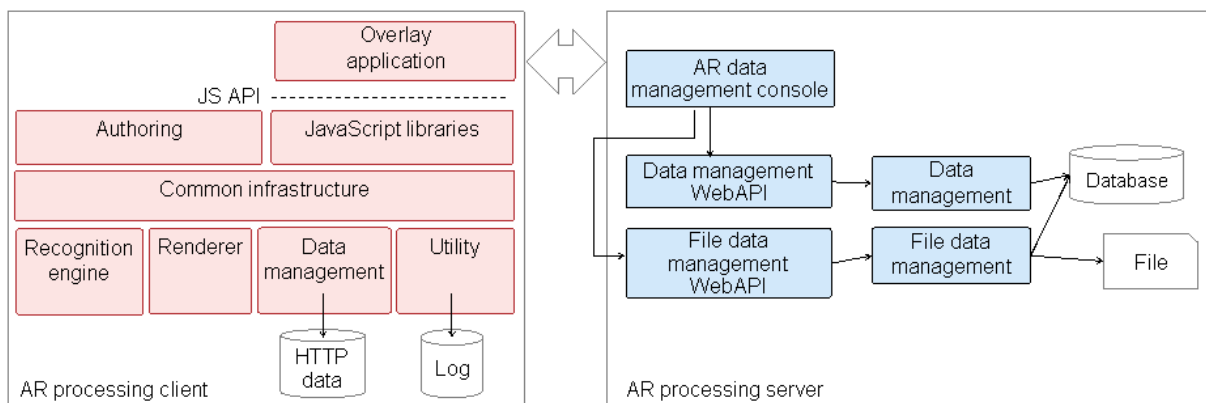 Overlay
application
JS API
Authoring
JavaScript libraries
Common infrastructure
Recognition
engine
Renderer
Data
management
Utility
HTTP
data
Log
AR processing client
AR data
management console
Data management
WebAPI
Data
management
Database
File data
management
WebAPI
File data
management
File
AR processing server